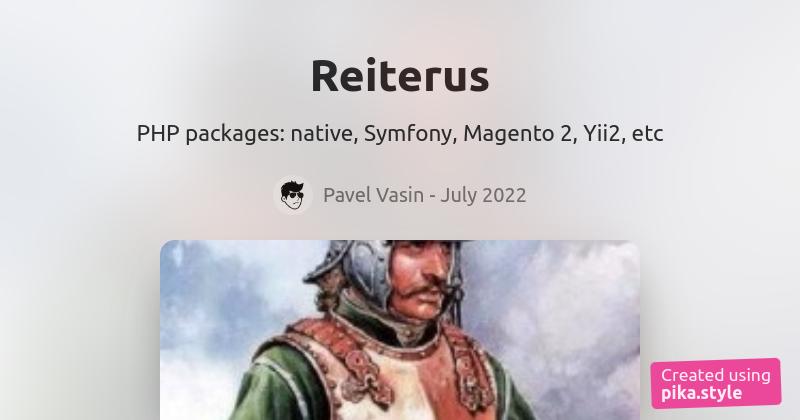 Reiterus
PHP packages: native, Symfony, Magento 2, Yii2, etc
Pavel Vasin - July 2022
Created using
pika.style